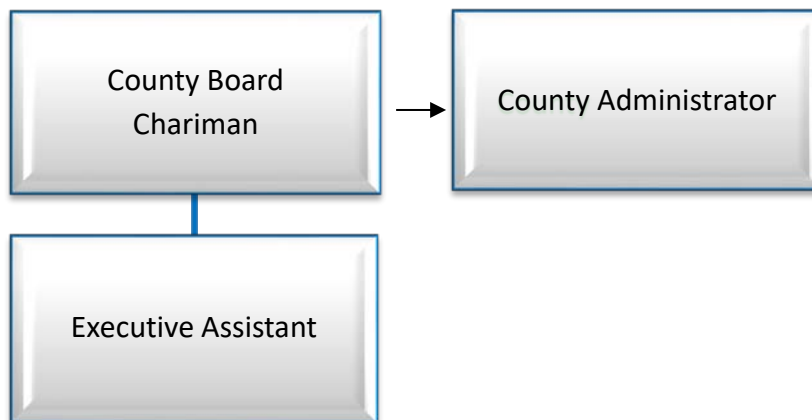 County Board
Chariman
County Administrator
Executive Assistant